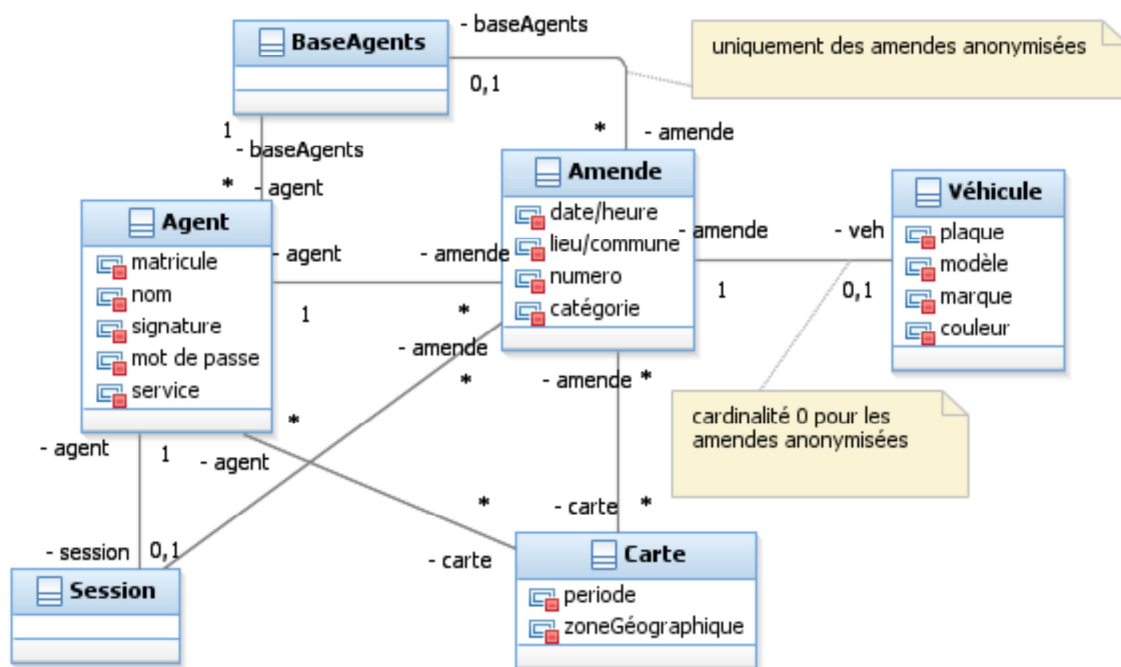 - baseAgents
BaseAgents
uniquement des amendes anonymisées
0,1
1
*
- amende
- baseAgents
* - agent
Amende
date/heure
lieu/commune
numero
catégorie
Véhicule
plaque
modèle
marque
couleur
Agent
matricule
nom
signature
mot de passe
service
- agent
- amende
1
*
- amende
- veh
1
0,1
- amende
*
- amende *
cardinalité 0 pour les
amendes anonymisées
- agent
1
*
- agent
*
- carte
- carte *
- session 0,1
Session
Carte
periode
zoneGéographique